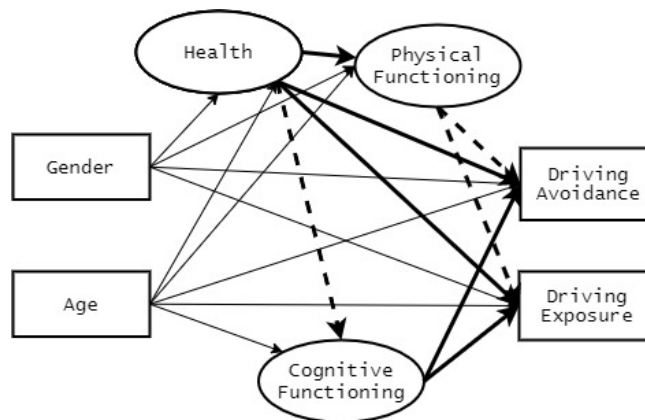 Health
Physical
Functioning
Gender
Driving
Avoidance
Age
Driving
Exposure
Cognitive
Functioning